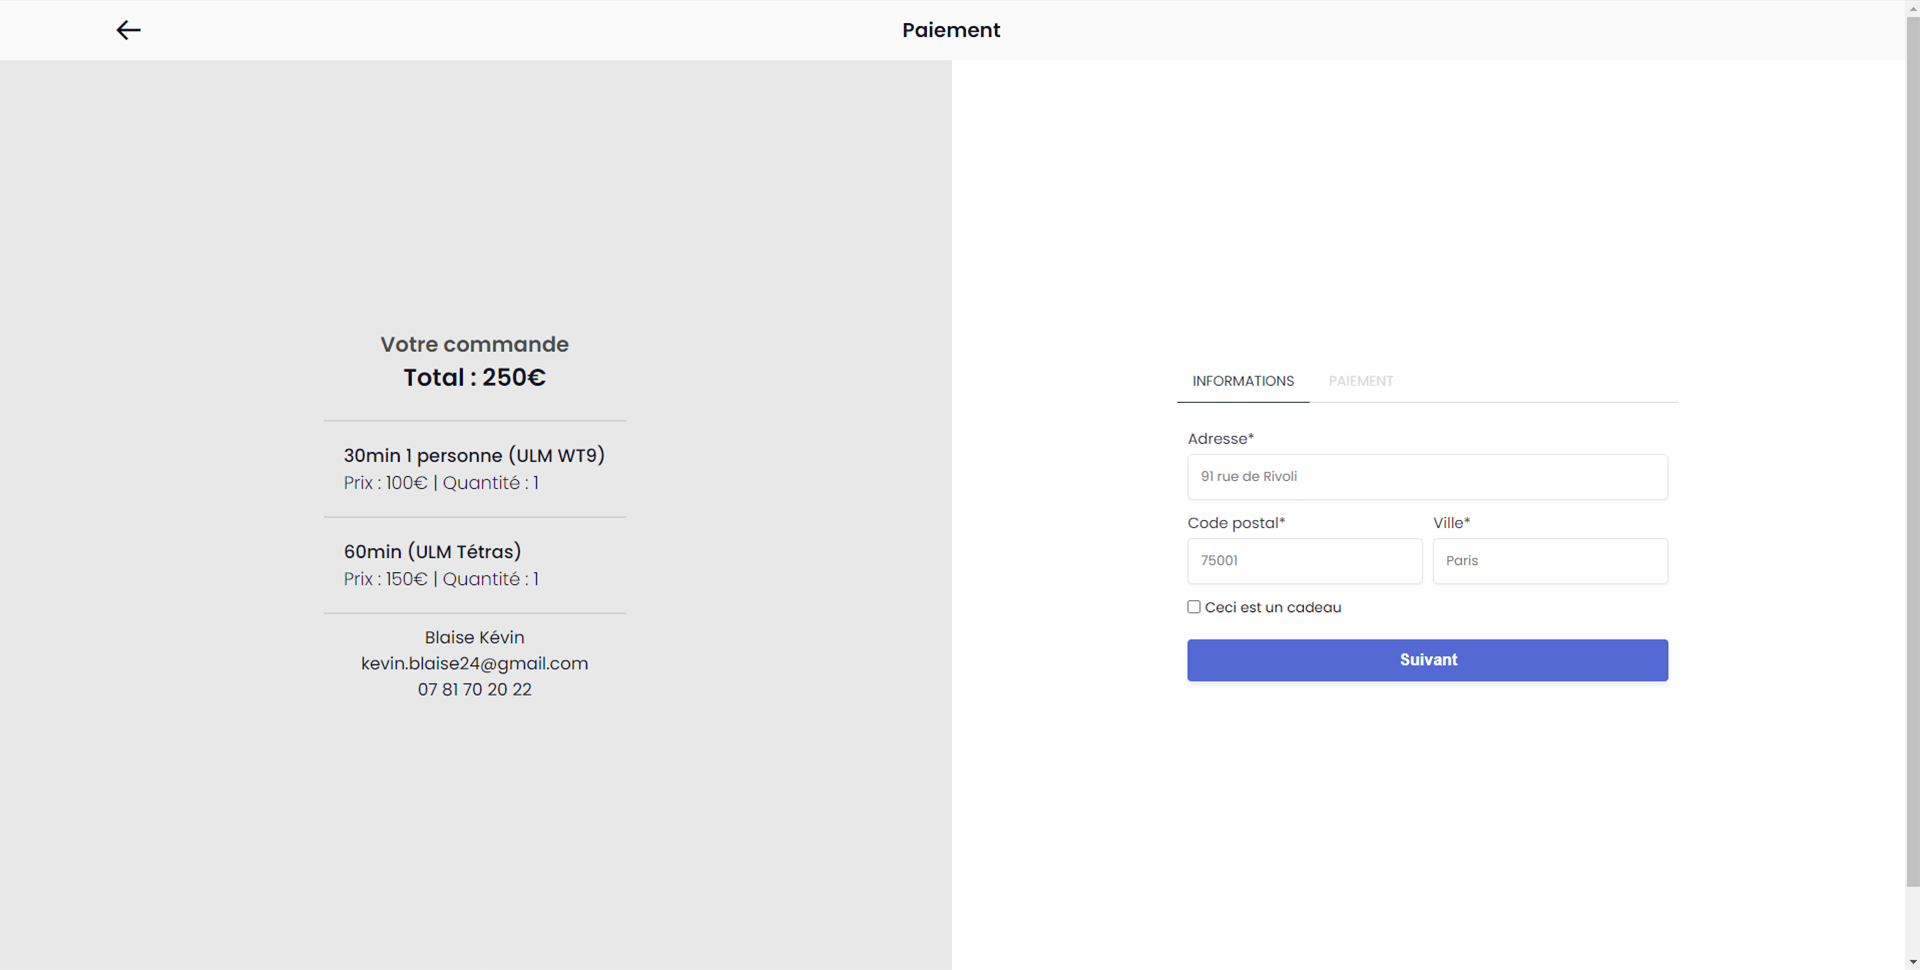 Paiement
Votre commande
Total : 250€
30min 1 personne (ULM WT9)
Prix : 100€ | Quantité : 1
60min (ULM Tétras)
Prix : 150€ | Quantité : 1
Blaise Kévin
kevin.blaise24@gmail.com
07 81 70 20 22
INFORMATIONS PAIEMENT
Adresse*
91 rue de Rivoli
Code postal* Ville*
75001 Paris
Ceci est un cadeau
Suivant